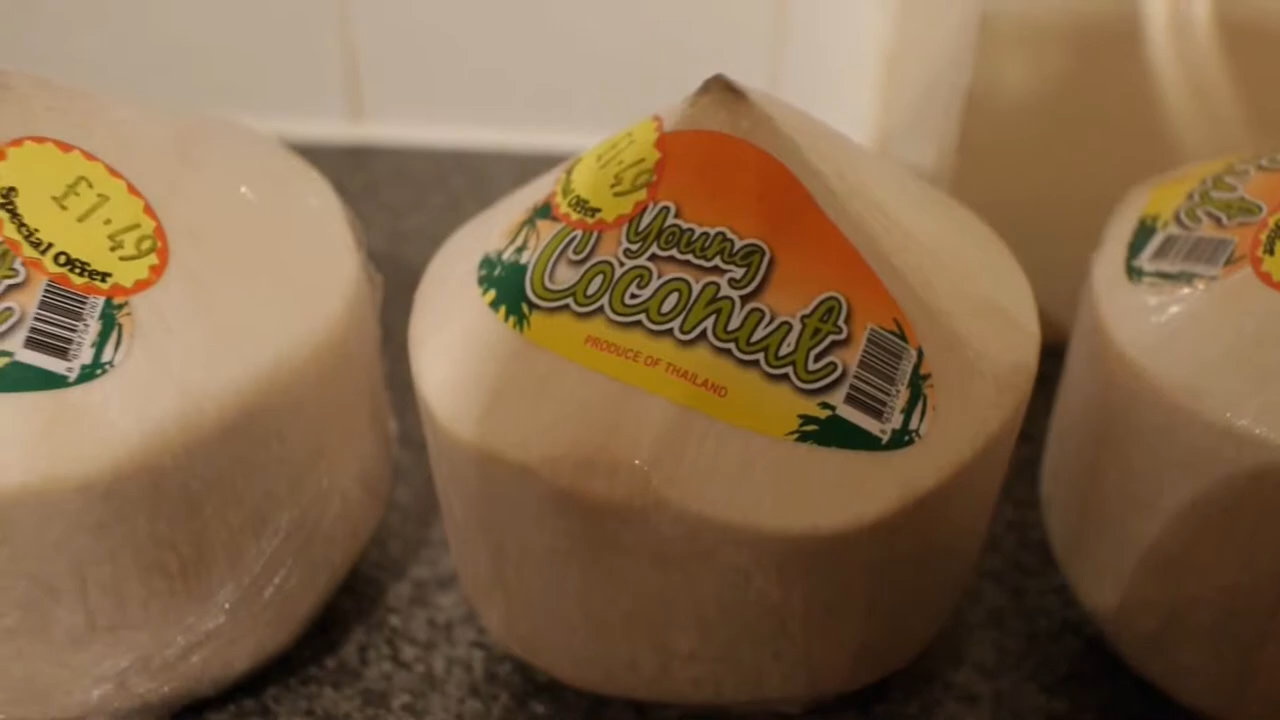 £1.49
Special Offer
£1.49
Offer
Young
Coconut
PRODUCE OF THAILAND